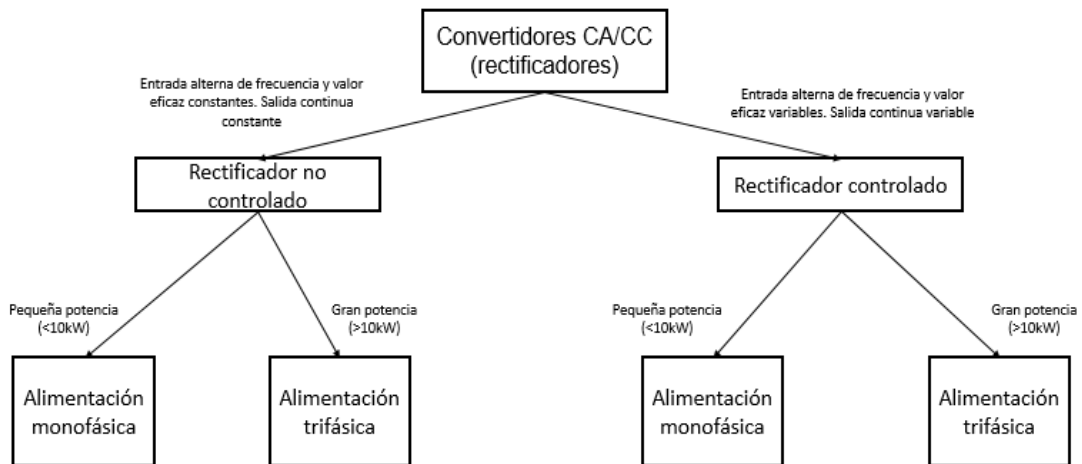 Convertidores CA/CC
(rectificadores)
Entrada alterna de frecuencia y valor
eficaz constantes. Salida continua
constante
Entrada alterna de frecuencia y valor
eficaz variables. Salida continua variable
Rectificador no
controlado
Rectificador controlado
Pequeña potencia
(<10kW)
Gran potencia
(>10kW)
Pequeña potencia
(<10kW)
Gran potencia
(>10kW)
Alimentación
monofásica
Alimentación
trifásica
Alimentación
monofásica
Alimentación
trifásica